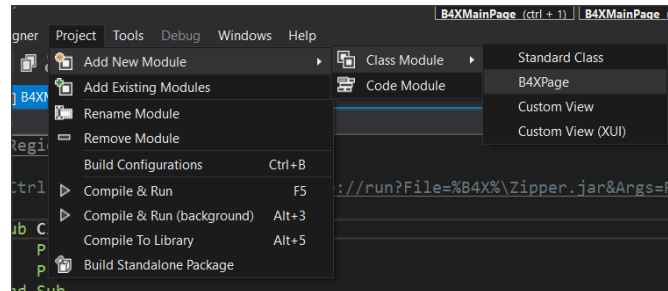 B4XMainPage (ctrl + 1) B4XMainPage
gner Project Tools Debug Windows Help
Add New Module
Class Module
Standard Class
Add Existing Modules
Code Module
B4XPage
] B4XM
Rename Module
Custom View
Remove Module
Custom View (XUI)
Regi
Build Configurations Ctrl+B
Ctrl
Compile & Run F5
://run?File=%B4X%\Zipper.jar&Args=
Compile & Run (background) Alt+3
ub C
Compile To Library Alt+5
P
Build Standalone Package
P
nd Sub